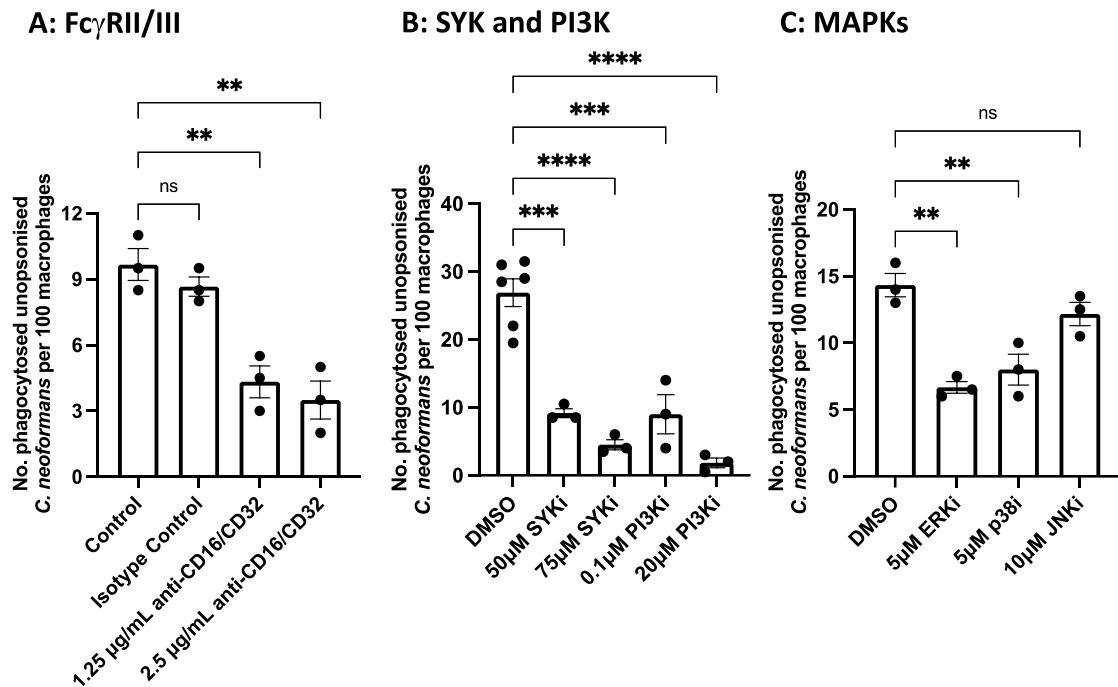 A: FcγRII/III
**
**
ns
No. phagocytosed unopsonised
C. neoformans per 100 macrophages
12
9
6
3
0
Control
Isotype Control
1.25 µg/mL anti-CD16/CD32
2.5 µg/mL anti-CD16/CD32
B: SYK and PI3K
****
***
****
***
No. phagocytosed unopsonised
C. neoformans per 100 macrophages
40
30
20
10
0
DMSO
50µM SYKi
75µM SYKi
0.1µM PI3Ki
20µM PI3Ki
C: MAPKs
ns
**
**
No. phagocytosed unopsonised
C. neoformans per 100 macrophages
20
15
10
5
0
DMSO
5µM ERKi
5µM p38i
10µM JNKi